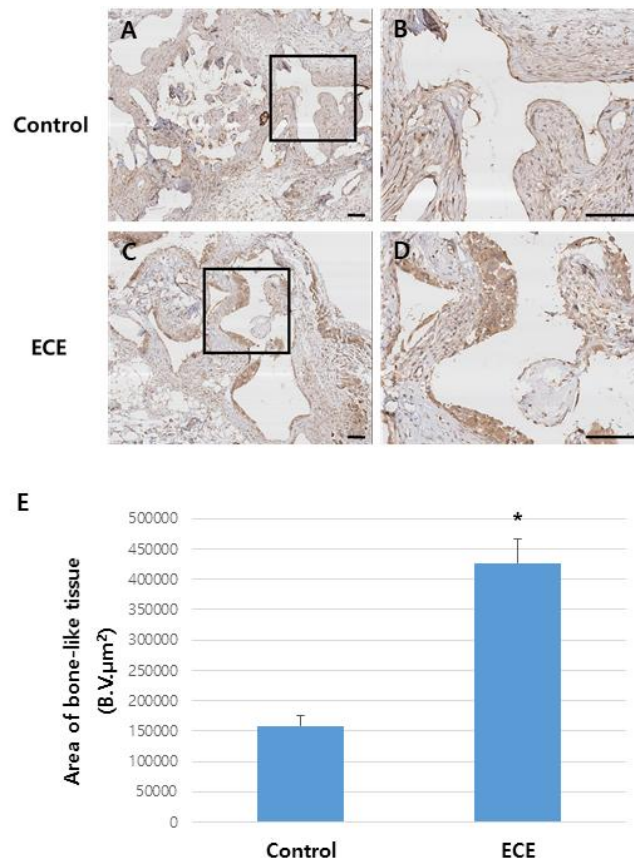 A
B
Control
C
D
ECE
E
Area of bone-like tissue
(B.V.µm²)
500000
450000
400000
350000
300000
250000
200000
150000
100000
50000
0
*
Control
ECE